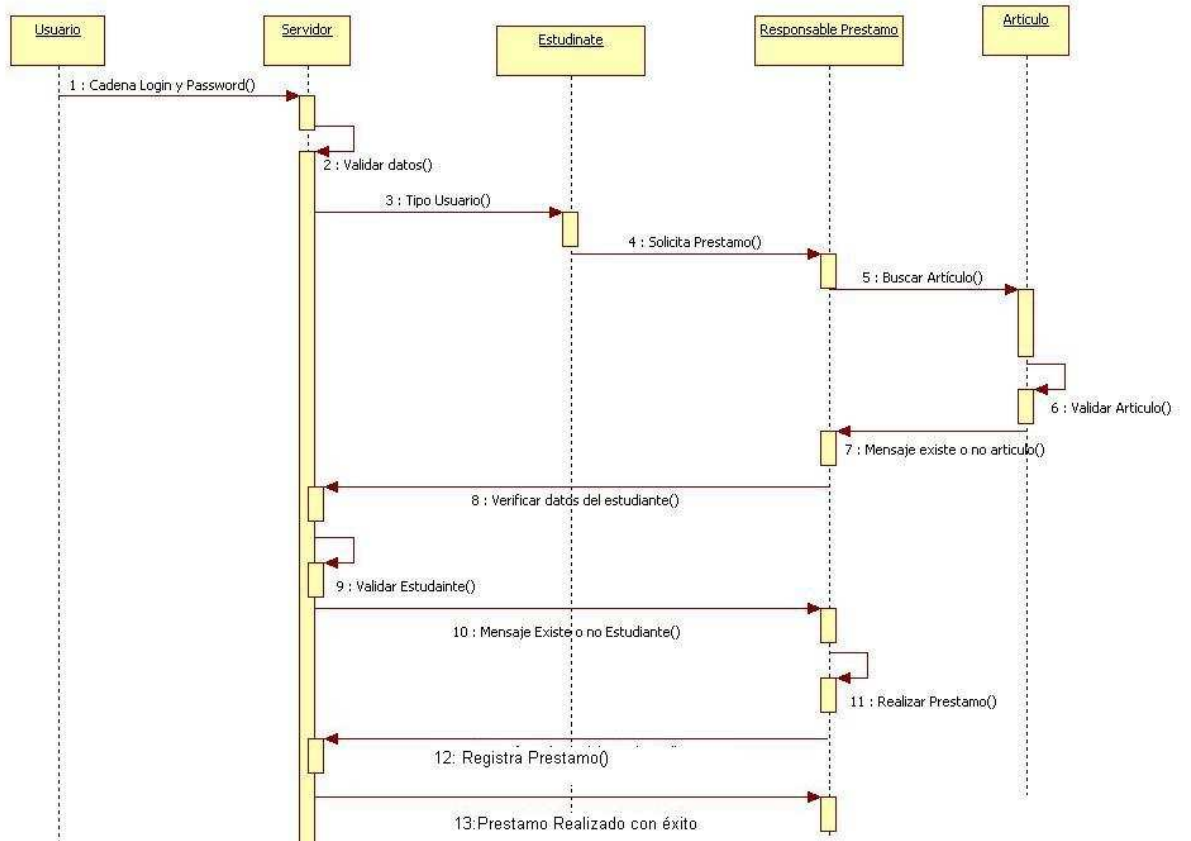 Usuario
Servidor
Estudinate
Responsable Prestamo
Articulo
1 : Cadena Login y Password()
2 : Validar datos()
3 : Tipo Usuario()
4 : Solicita Prestamo()
5 : Buscar Artículo()
6 : Validar Articulo()
7 : Mensaje existe o no articulo()
8 : Verificar datos del estudiante()
9 : Validar Estudainte()
10 : Mensaje Existe o no Estudiante()
11 : Realizar Prestamo()
12: Registra Prestamo()
13:Prestamo Realizado con éxito